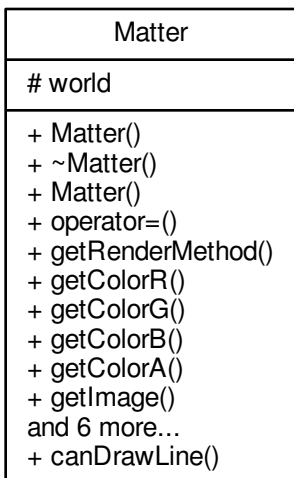 Matter
# world
+ Matter()
+ ~Matter()
+ Matter()
+ operator=()
+ getRenderMethod()
+ getColorR()
+ getColorG()
+ getColorB()
+ getColorA()
+ getImage()
and 6 more...
+ canDrawLine()